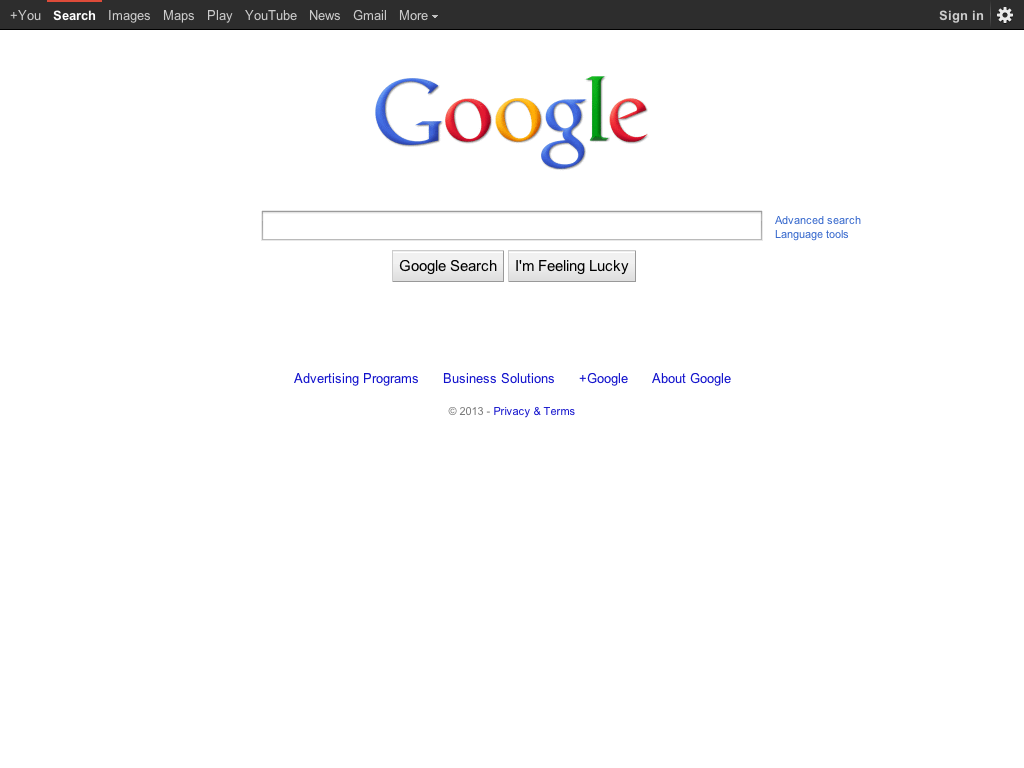 +You Search Images Maps Play YouTube News Gmail More Sign in
Google
Advanced search
Language tools
Google Search I'm Feeling Lucky
Advertising Programs Business Solutions +Google About Google
© 2013 - Privacy & Terms